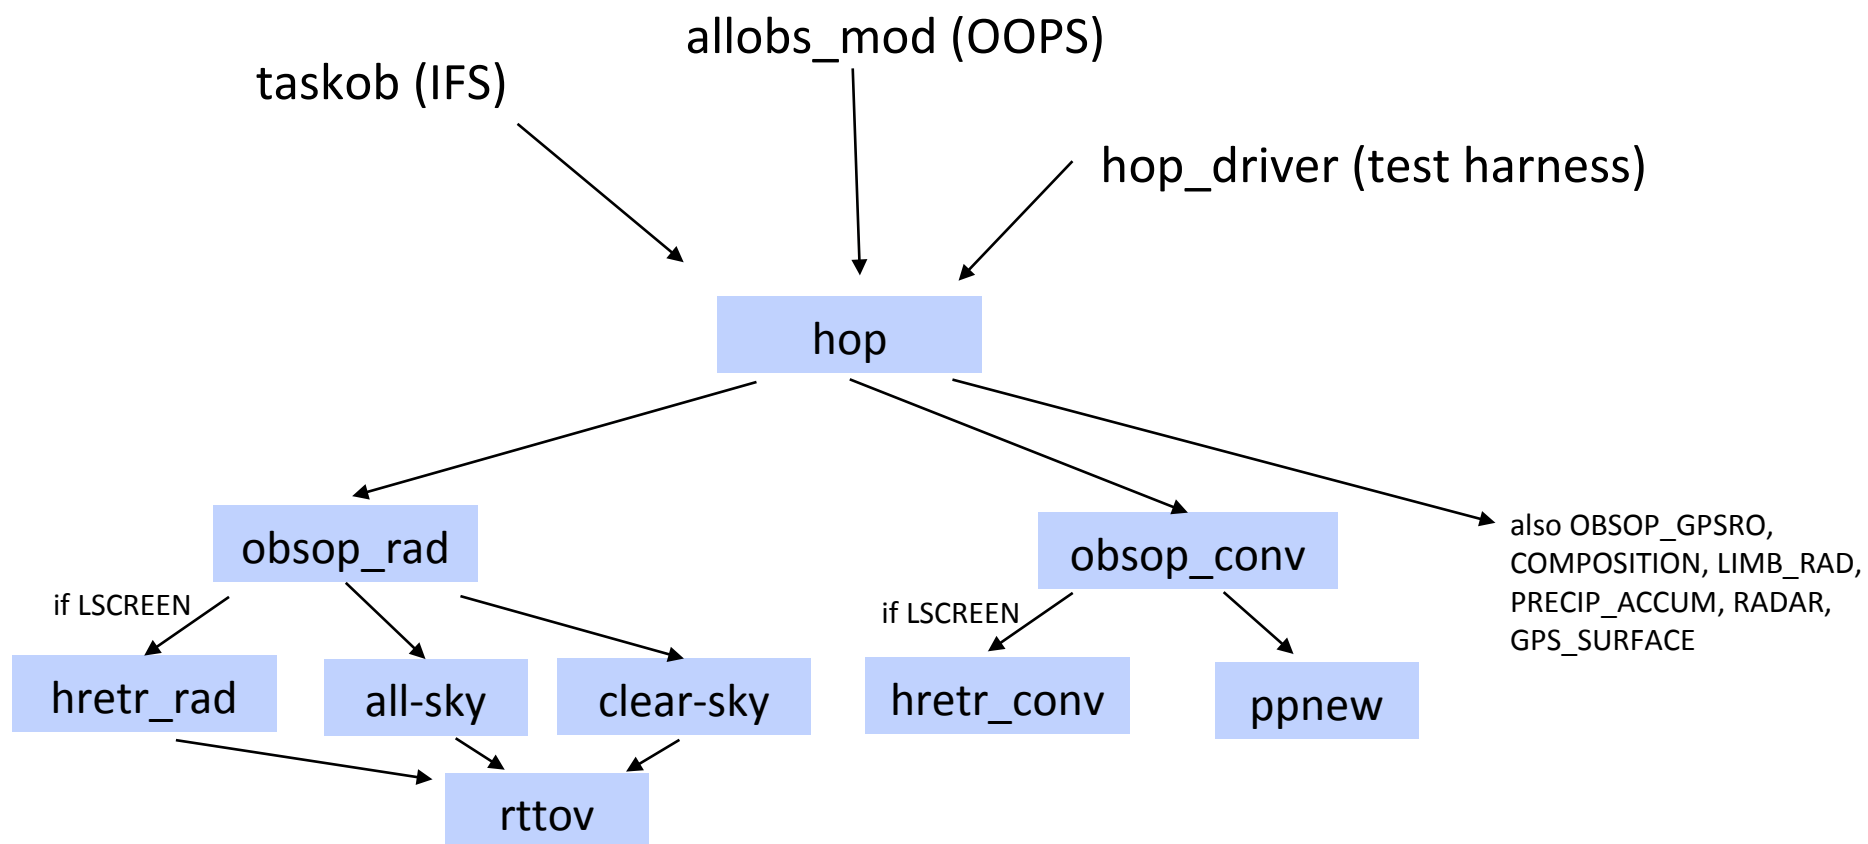 allobs_mod (OOPS)
taskob (IFS)
hop_driver (test harness)
hop
obsop_rad
obsop_conv
also OBSOP_GPSRO,
COMPOSITION, LIMB_RAD,
PRECIP_ACCUM, RADAR,
GPS_SURFACE
if LSCREEN
if LSCREEN
hretr_rad
all-sky
clear-sky
hretr_conv
ppnew
rttov